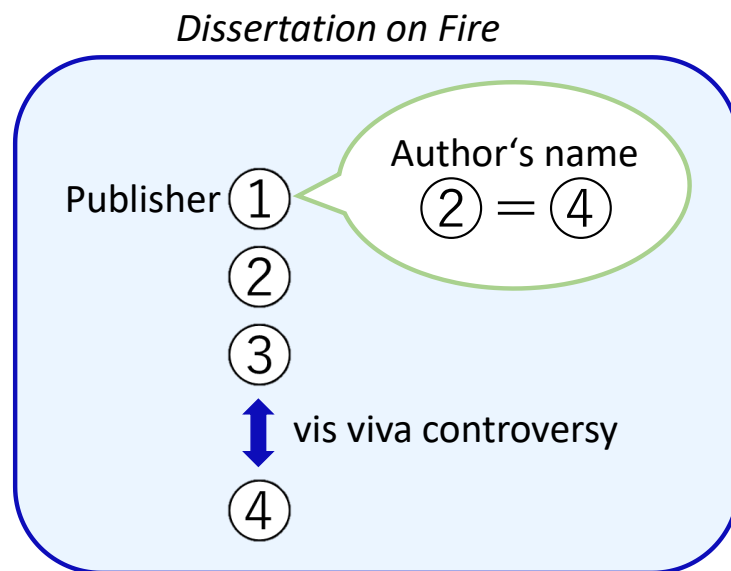 Dissertation on Fire
Author‘s name
② = ④
Publisher ①
②
③
vis viva controversy
④